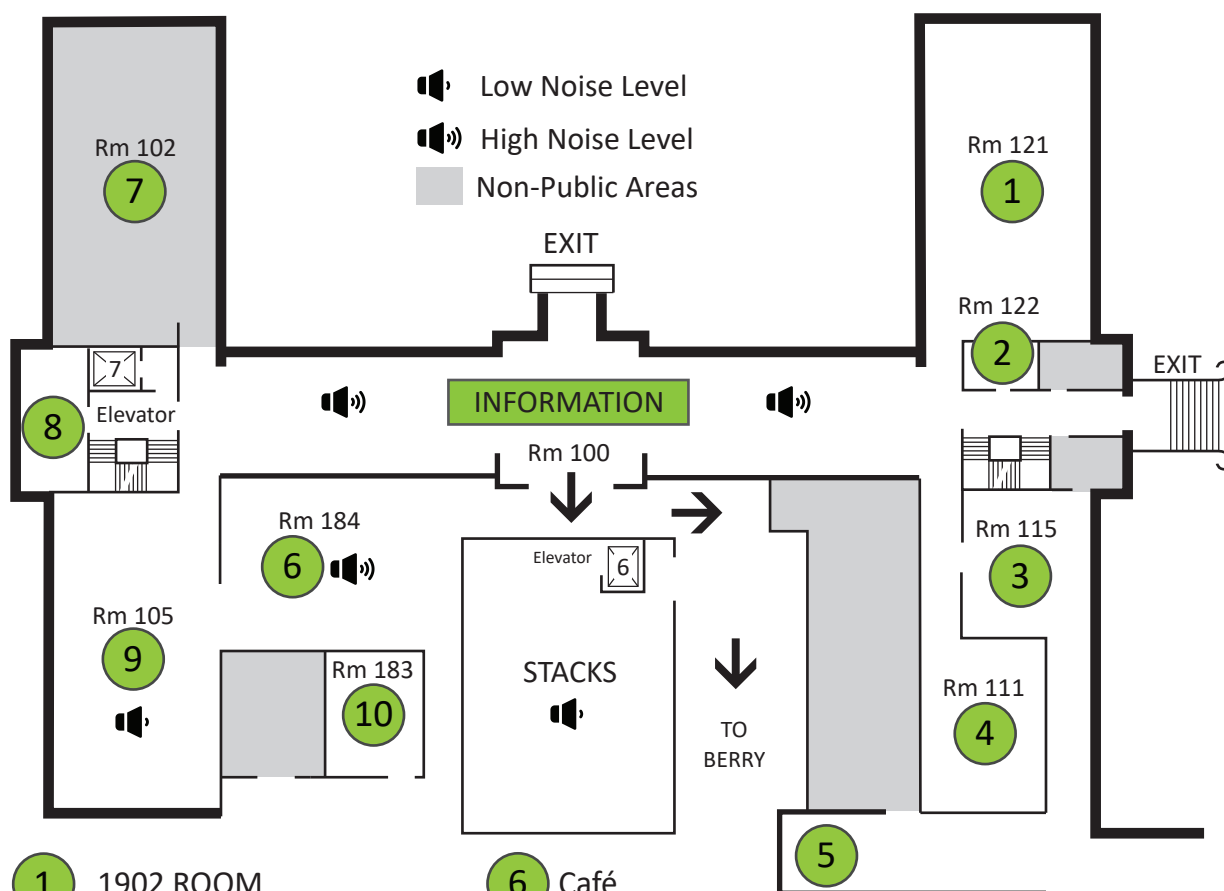 Low Noise Level
High Noise Level
Non-Public Areas
Rm 102
7
Rm 121
1
EXIT
Rm 122
2
EXIT
7
Elevator
8
INFORMATION
Rm 100
Rm 184
6
Elevator
6
Rm 115
3
Rm 105
9
Rm 183
10
STACKS
TO
BERRY
Rm 111
4
5
1 1902 ROOM
6 Café